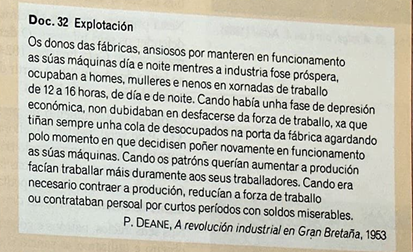 Doc. 32 Explotación
Os donos das fábricas, ansiosos por manteren en funcionamento
as súas máquinas día e noite mentres a industria fose próspera,
ocupaban a homes, mulleres e nenos en xornadas de traballo
de 12 a 16 horas, de día e de noite. Cando había unha fase de depresión
económica, non dubidaban en desfacerse da forza de traballo, xa que
tiñan sempre unha cola de desocupados na porta da fábrica agardando
polo momento en que decidisen poñer novamente en funcionamento
as súas máquinas. Cando os patróns querían aumentar a produción
facían traballar máis duramente aos seus traballadores. Cando era
necesario contraer a produción, reducían a forza de traballo
ou contrataban persoal por curtos períodos con soldos miserables.
P. DEANE, A revolución industrial en Gran Bretaña, 1953